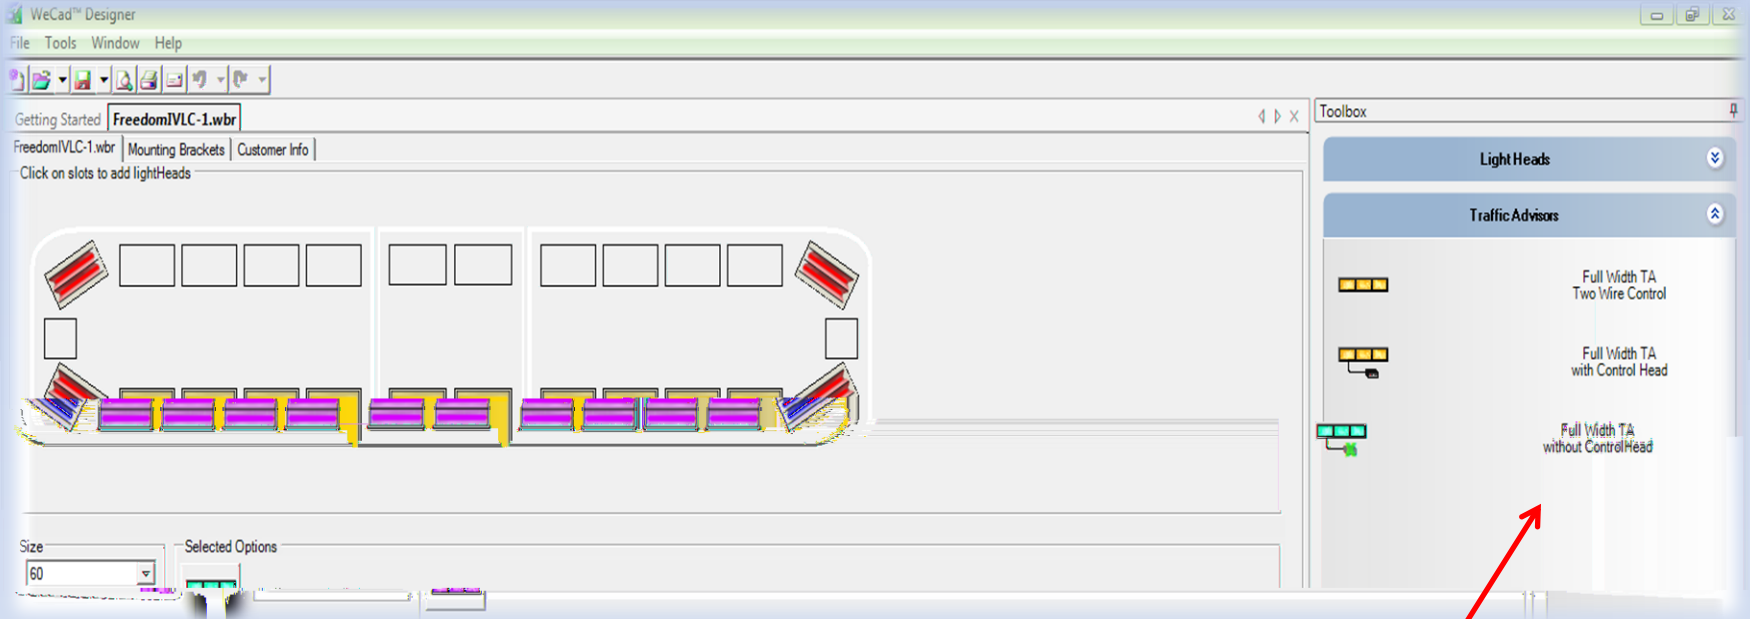 WeCad™ Designer
File Tools Window Help
Getting Started FreedomIVLC-1.wbr
Toolbox
FreedomIVLC-1.wbr Mounting Brackets Customer Info
Click on slots to add lightHeads
Light Heads
Traffic Advisors
Full Width TA
Two Wire Control
Full Width TA
with Control Head
Full Width TA
without ControlHead
Size
Selected Options
60